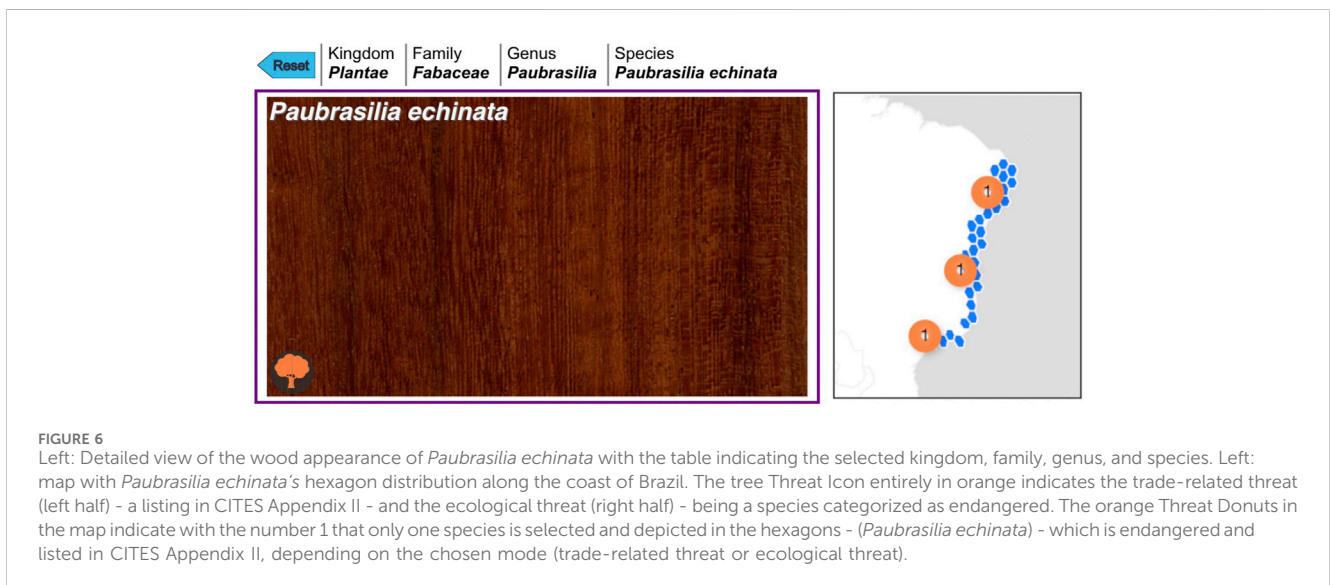 Reset
Kingdom Family Genus Species
Plantae Fabaceae Paubrasilia Paubrasilia echinata
Paubrasilia echinata
1
1
1
FIGURE 6
Left: Detailed view of the wood appearance of Paubrasilia echinata with the table indicating the selected kingdom, family, genus, and species. Left:
map with Paubrasilia echinata's hexagon distribution along the coast of Brazil. The tree Threat Icon entirely in orange indicates the trade-related threat
(left half) - a listing in CITES Appendix II - and the ecological threat (right half) - being a species categorized as endangered. The orange Threat Donuts in
the map indicate with the number 1 that only one species is selected and depicted in the hexagons - (Paubrasilia echinata) - which is endangered and
listed in CITES Appendix II, depending on the chosen mode (trade-related threat or ecological threat).